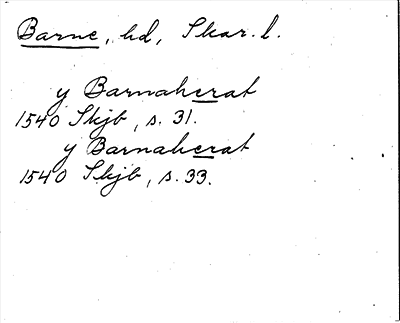 Barne, hd, Skar. l.
y Barnaherat
1540 Skjb, s. 31.
y Barnaherat
1540 Skjb, s. 33.